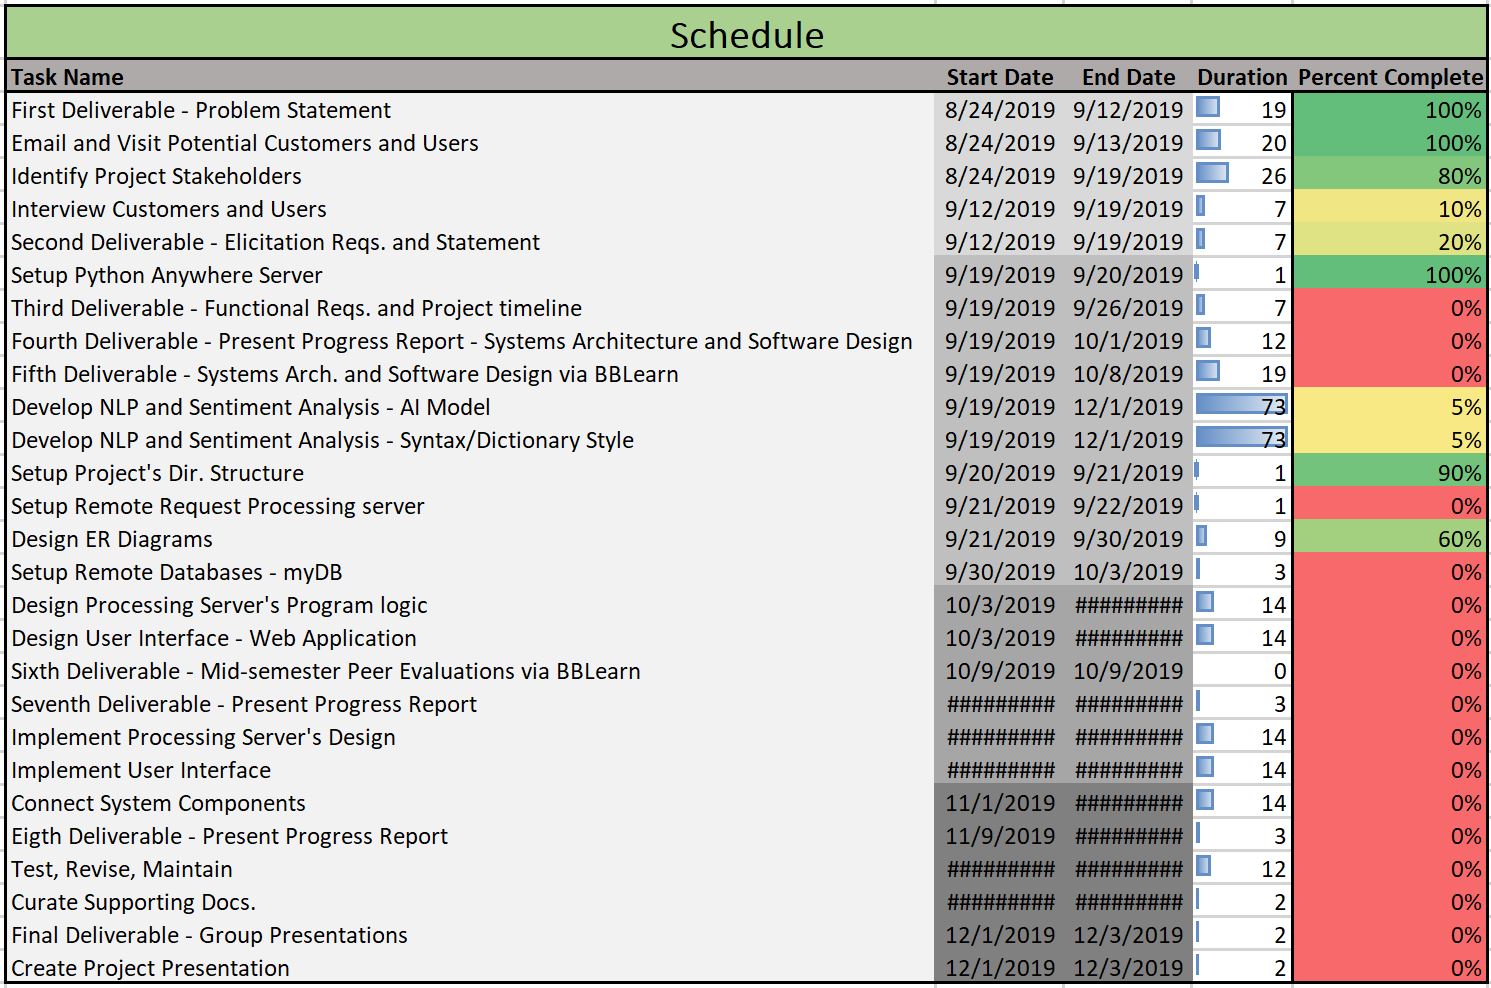 Schedule
Task Name Start Date End Date Duration Percent Complete
First Deliverable - Problem Statement 8/24/2019 9/12/2019 19 100%
Email and Visit Potential Customers and Users 8/24/2019 9/13/2019 20 100%
Identify Project Stakeholders 8/24/2019 9/19/2019 26 80%
Interview Customers and Users 9/12/2019 9/19/2019 7 10%
Second Deliverable - Elicitation Reqs. and Statement 9/12/2019 9/19/2019 7 20%
Setup Python Anywhere Server 9/19/2019 9/20/2019 1 100%
Third Deliverable - Functional Reqs. and Project timeline 9/19/2019 9/26/2019 7 0%
Fourth Deliverable - Present Progress Report - Systems Architecture and Software Design 9/19/2019 10/1/2019 12 0%
Fifth Deliverable - Systems Arch. and Software Design via BBLearn 9/19/2019 10/8/2019 19 0%
Develop NLP and Sentiment Analysis - AI Model 9/19/2019 12/1/2019 73 5%
Develop NLP and Sentiment Analysis - Syntax/Dictionary Style 9/19/2019 12/1/2019 73 5%
Setup Project's Dir. Structure 9/20/2019 9/21/2019 1 90%
Setup Remote Request Processing server 9/21/2019 9/22/2019 1 0%
Design ER Diagrams 9/21/2019 9/30/2019 9 60%
Setup Remote Databases - myDB 9/30/2019 10/3/2019 3 0%
Design Processing Server's Program logic 10/3/2019 ######### 14 0%
Design User Interface - Web Application 10/3/2019 ######### 14 0%
Sixth Deliverable - Mid-semester Peer Evaluations via BBLearn 10/9/2019 10/9/2019 0 0%
Seventh Deliverable - Present Progress Report ######### ######### 3 0%
Implement Processing Server's Design ######### ######### 14 0%
Implement User Interface ######### ######### 14 0%
Connect System Components 11/1/2019 ######### 14 0%
Eigth Deliverable - Present Progress Report 11/9/2019 ######### 3 0%
Test, Revise, Maintain ######### ######### 12 0%
Curate Supporting Docs. ######### ######### 2 0%
Final Deliverable - Group Presentations 12/1/2019 12/3/2019 2 0%
Create Project Presentation 12/1/2019 12/3/2019 2 0%